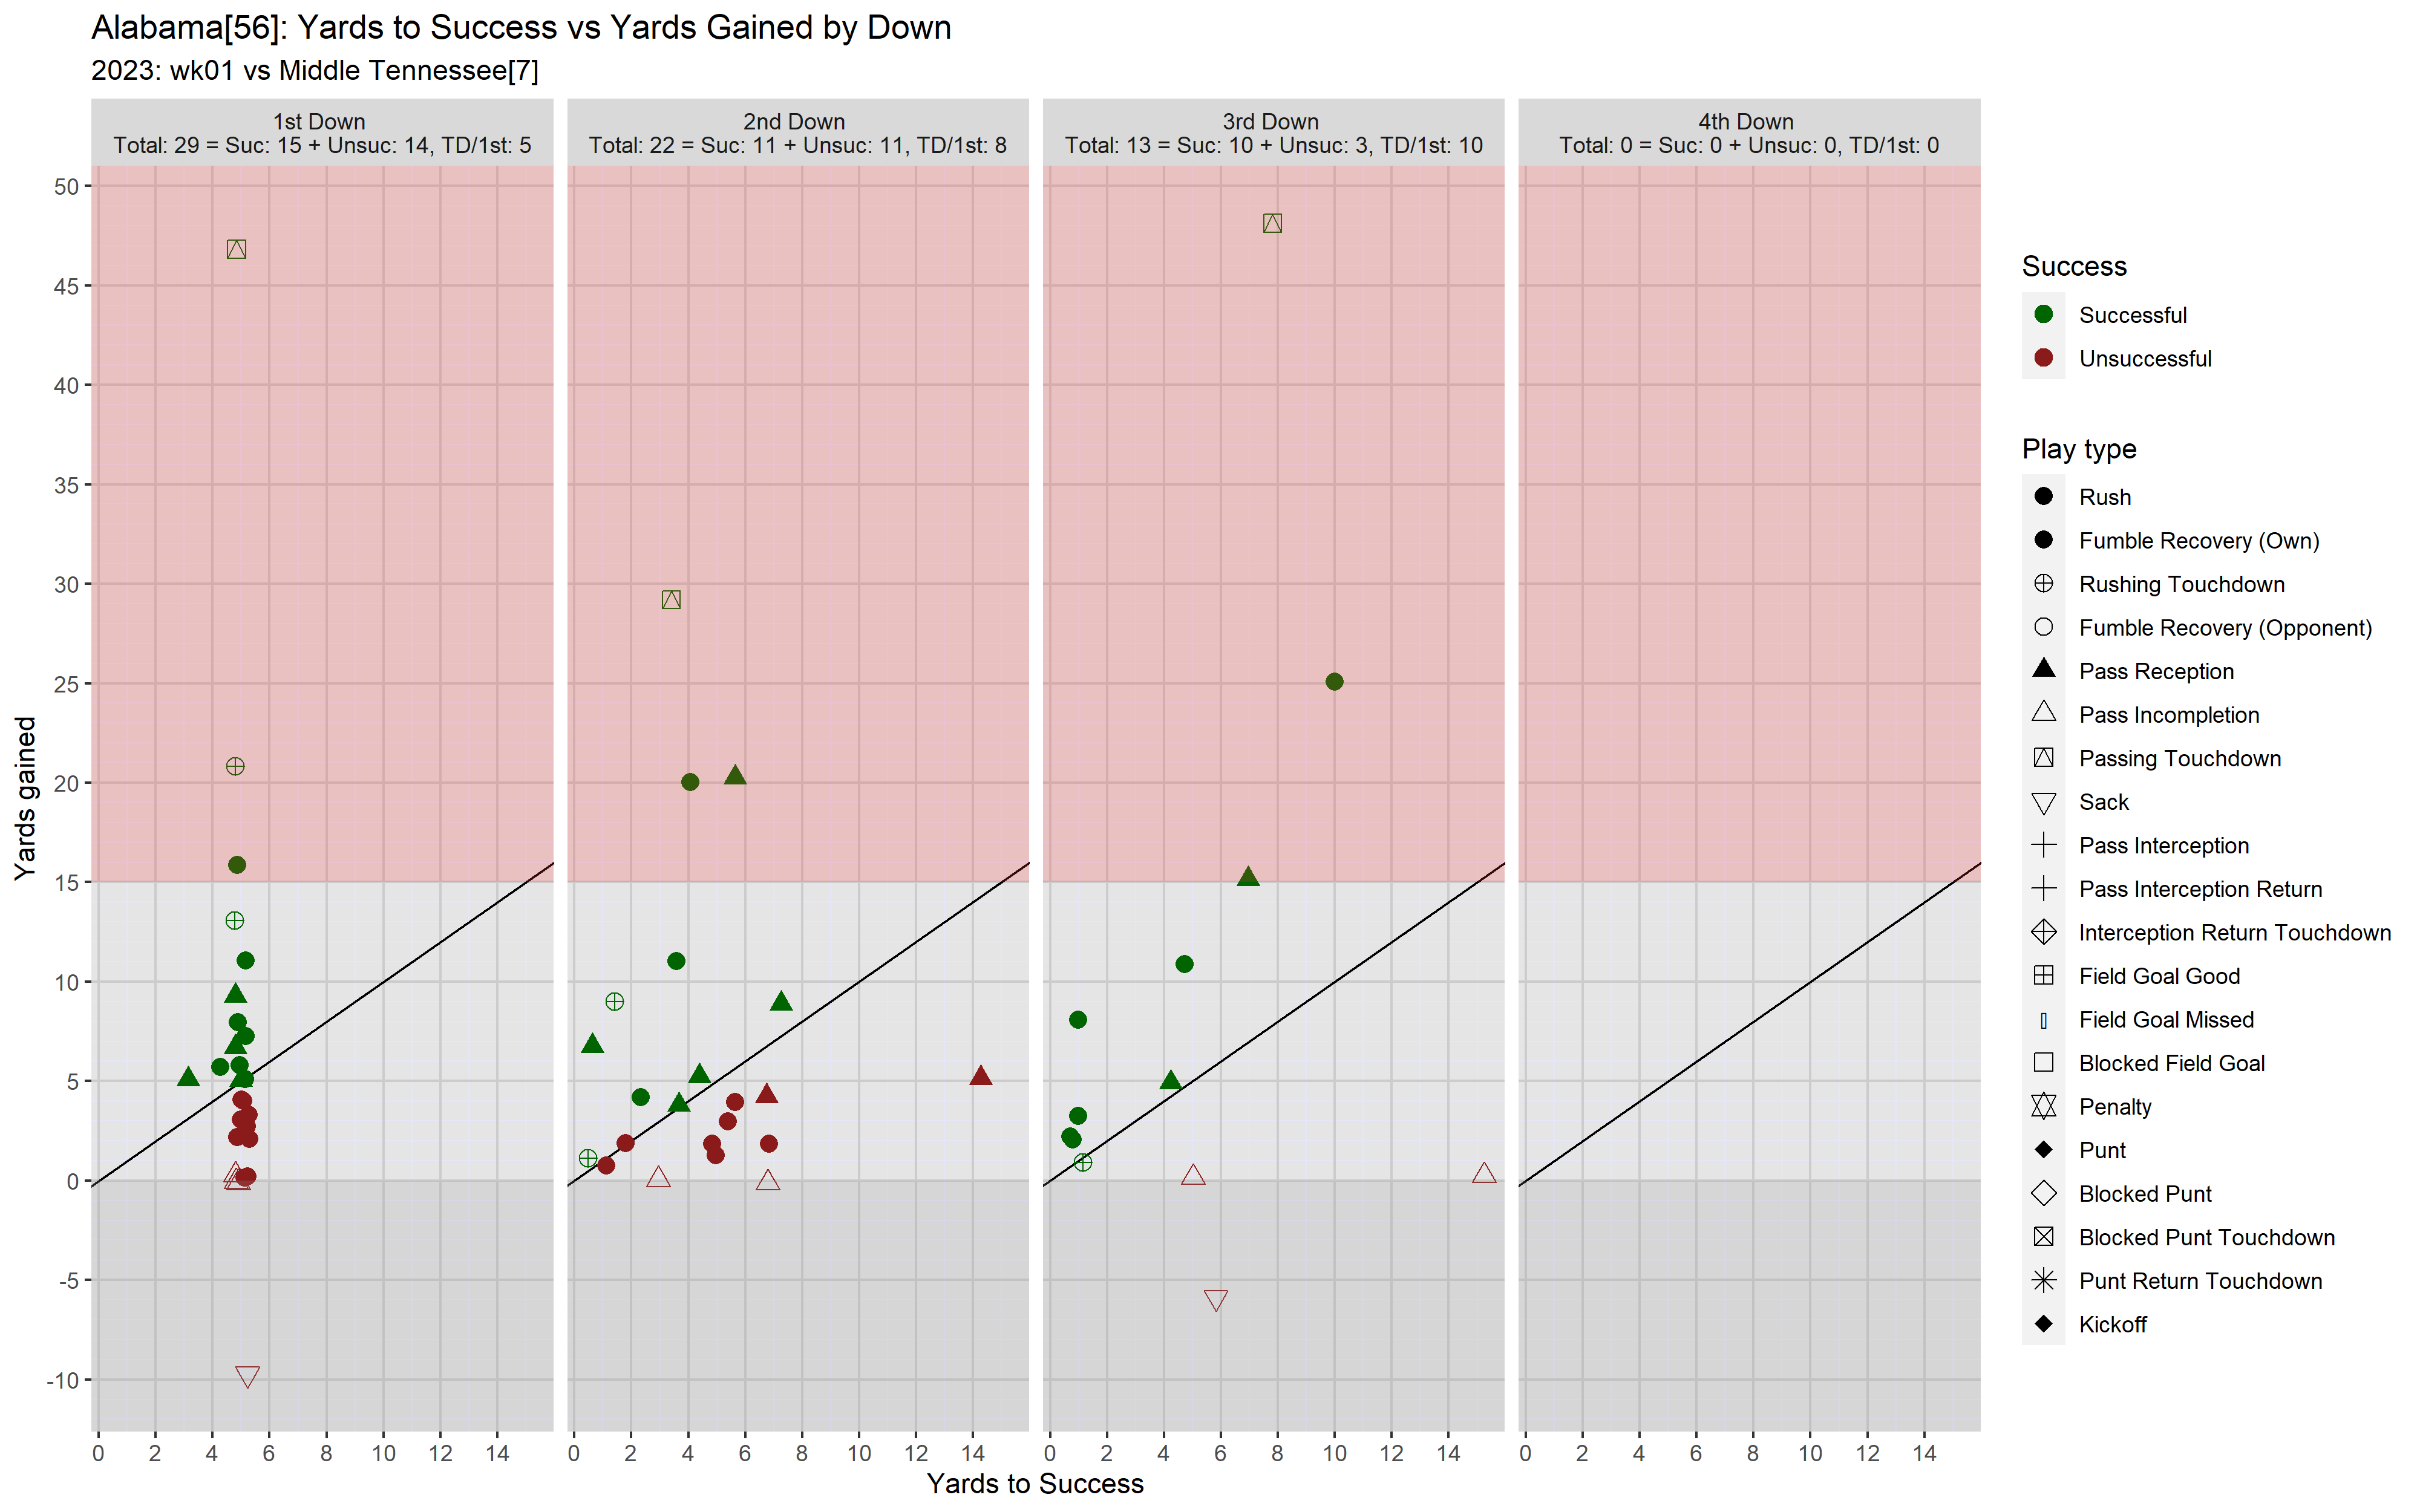 Alabama[56]: Yards to Success vs Yards Gained by Down
2023: wk01 vs Middle Tennessee[7]
1st Down
Total: 29 = Suc: 15 + Unsuc: 14, TD/1st: 5
2nd Down
Total: 22 = Suc: 11 + Unsuc: 11, TD/1st: 8
3rd Down
Total: 13 = Suc: 10 + Unsuc: 3, TD/1st: 10
4th Down
Total: 0 = Suc: 0 + Unsuc: 0, TD/1st: 0
Yards gained
50
45
40
35
30
25
20
15
10
5
0
-5
-10
0 2 4 6 8 10 12 14
0 2 4 6 8 10 12 14
0 2 4 6 8 10 12 14
0 2 4 6 8 10 12 14
Yards to Success
Success
Successful
Unsuccessful
Play type
Rush
Fumble Recovery (Own)
Rushing Touchdown
Fumble Recovery (Opponent)
Pass Reception
Pass Incompletion
Passing Touchdown
Sack
Pass Interception
Pass Interception Return
Interception Return Touchdown
Field Goal Good
Field Goal Missed
Blocked Field Goal
Penalty
Punt
Blocked Punt
Blocked Punt Touchdown
Punt Return Touchdown
Kickoff